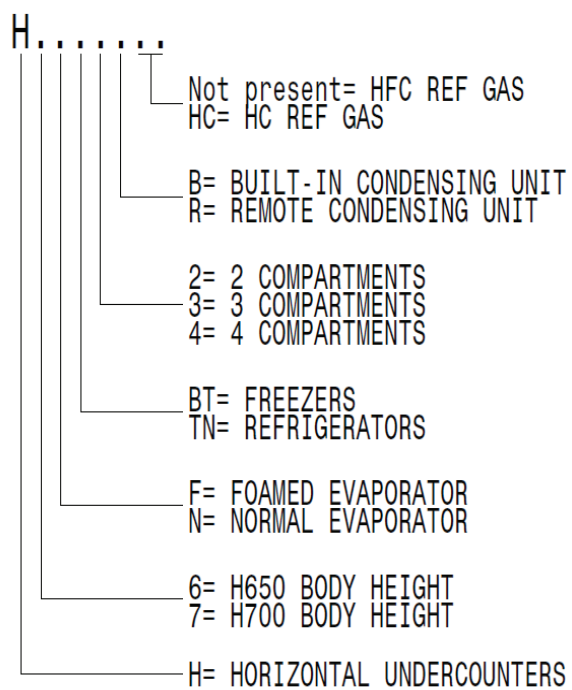 H.......
Not present= HFC REF GAS
HC= HC REF GAS
B= BUILT-IN CONDENSING UNIT
R= REMOTE CONDENSING UNIT
2= 2 COMPARTMENTS
3= 3 COMPARTMENTS
4= 4 COMPARTMENTS
BT= FREEZERS
TN= REFRIGERATORS
F= FOAMED EVAPORATOR
N= NORMAL EVAPORATOR
6= H650 BODY HEIGHT
7= H700 BODY HEIGHT
H= HORIZONTAL UNDERCOUNTERS